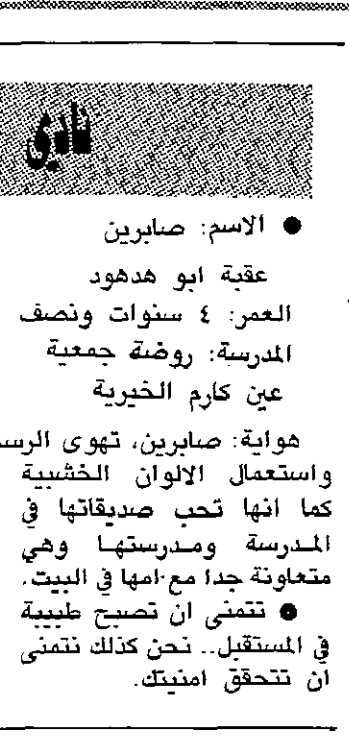 نادي
● الاسم: صابرين
عقبة ابو هدهود
العمر: ٤ سنوات ونصف
المدرسة: روضة جمعية
عين كارم الخيرية
هواية: صابرين، تهوى الرسـ
واستعمال الالوان الخشبية
كما انها تحب صديقاتها في
المدرسة ومدرستها وهي
متعاونة جدا مع امها في البيت.
● تتمنى ان تصبح طبيبة
في المستقبل.. نحن كذلك نتمنى
أن تتحقق امنيتك.